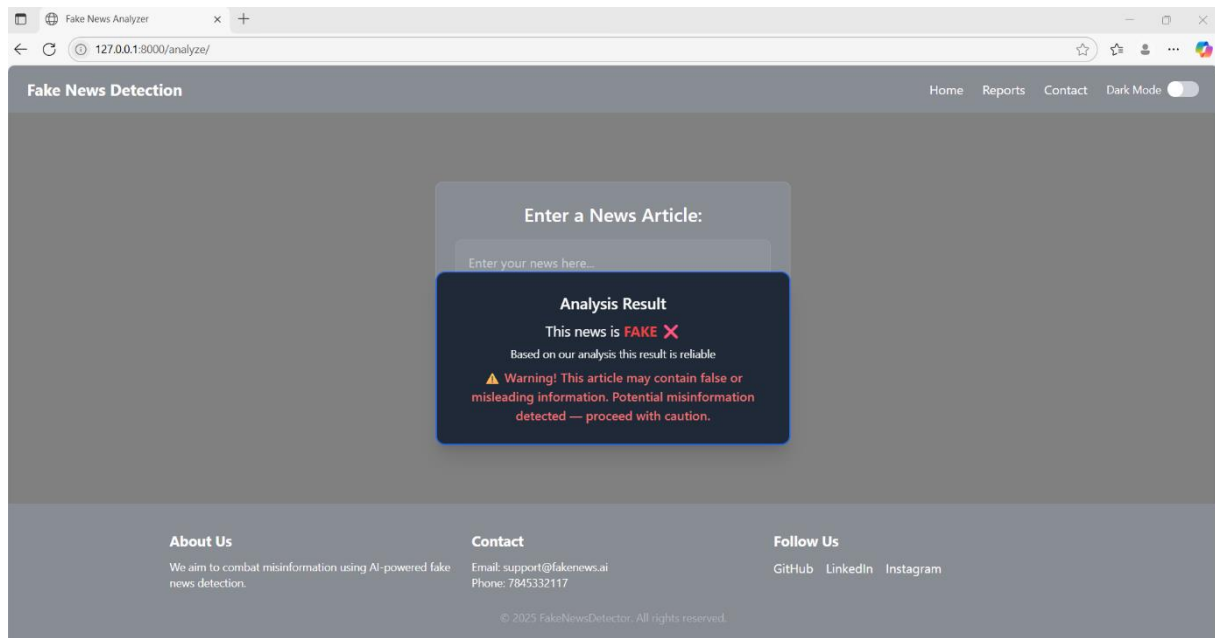 Fake News Analyzer
127.0.0.1:8000/analyze/
Fake News Detection
Home Reports Contact Dark Mode
Enter a News Article:
Enter your news here...
Analysis Result
This news is FAKE ❌
Based on our analysis this result is reliable
⚠️ Warning! This article may contain false or
misleading information. Potential misinformation
detected — proceed with caution.
About Us
We aim to combat misinformation using AI-powered fake
news detection.
Contact
Email: support@fakenews.ai
Phone: 7845332117
Follow Us
GitHub LinkedIn Instagram
© 2025 FakeNewsDetector. All rights reserved.